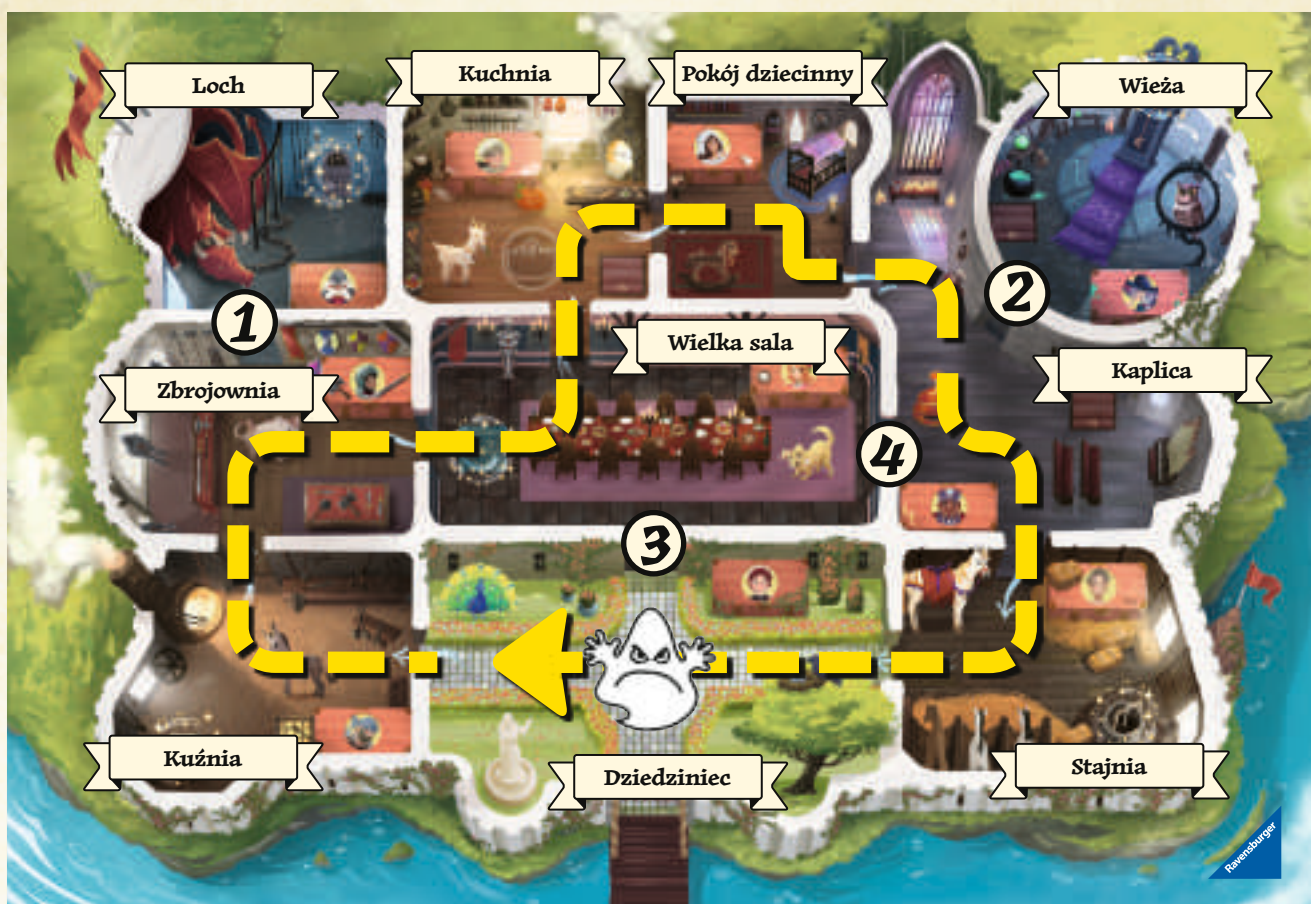 Loch
Kuchnia
Pokój dziecinny
Wieża
1
2
Wielka sala
Zbrojownia
Kaplica
4
3
Kuźnia
Dziedziniec
Stajnia
Ravensburger